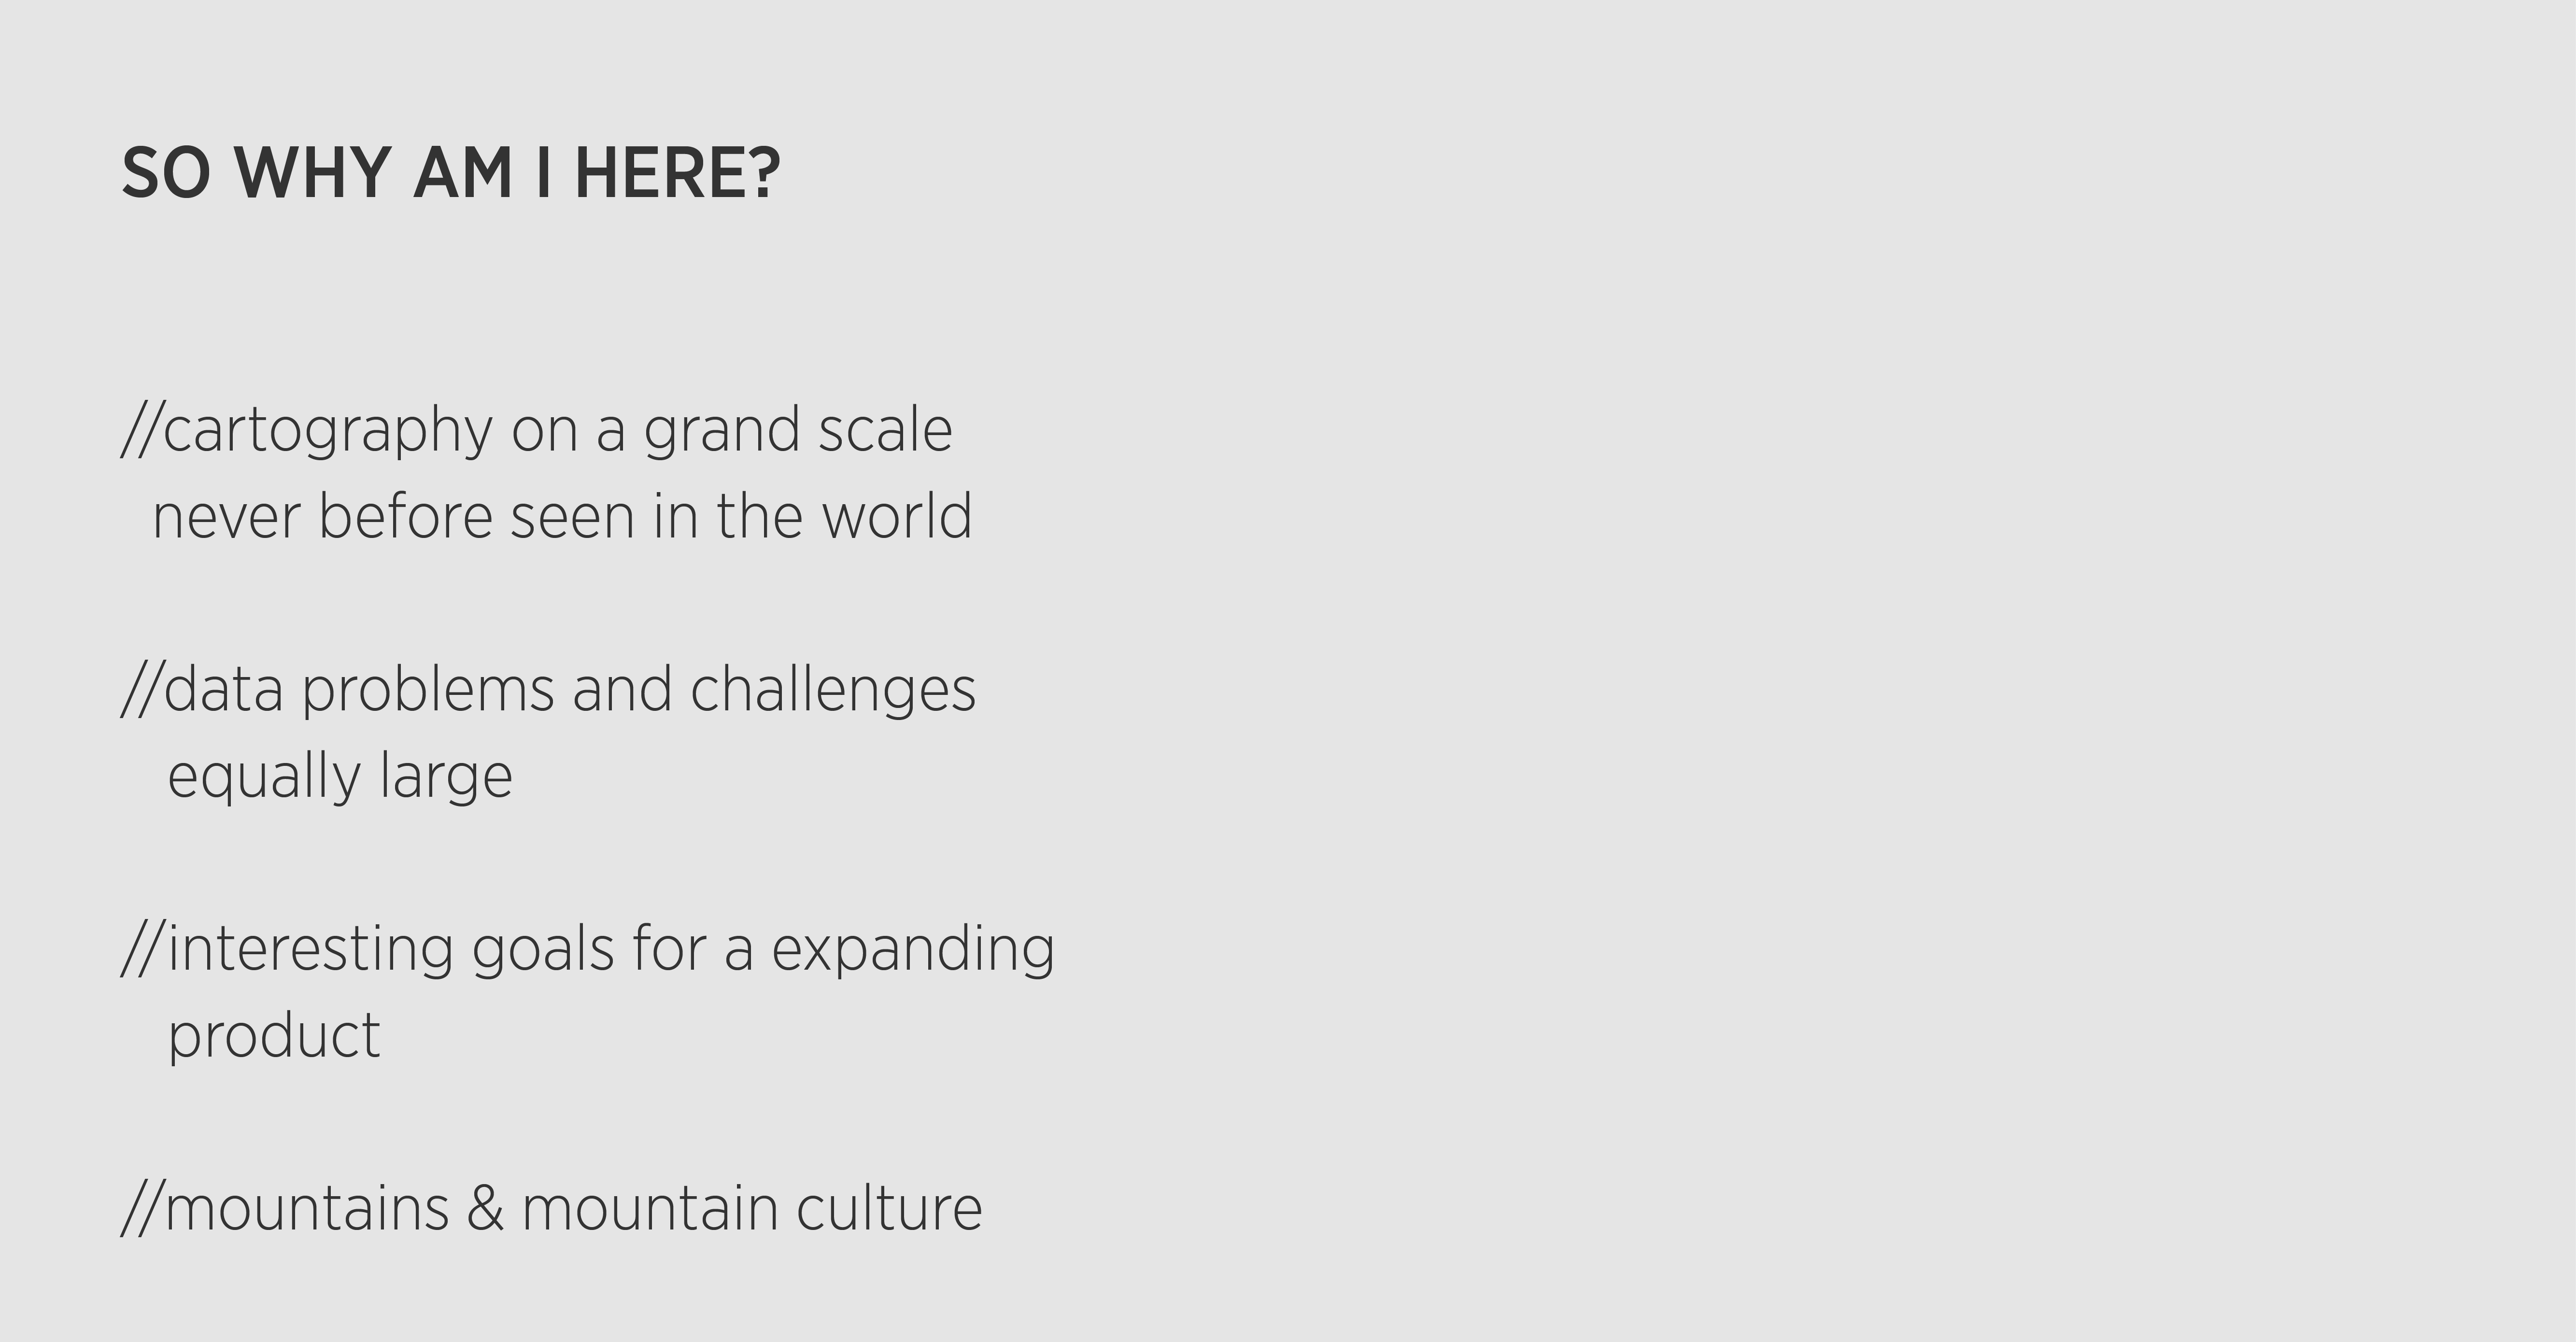 SO WHY AM I HERE?
//cartography on a grand scale
never before seen in the world
//data problems and challenges
equally large
//interesting goals for a expanding
product
//mountains & mountain culture